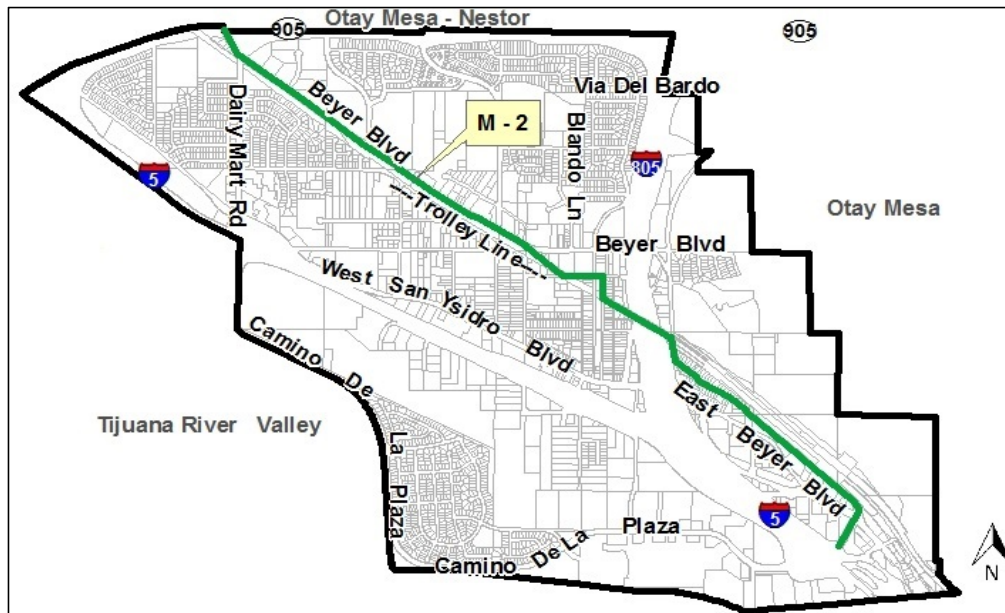 Otay Mesa - Nestor
905
905
Via Del Bardo
Beyer Blvd
M - 2
Dairy Mart Rd
Blando Ln
5
805
Trolley Line
Otay Mesa
Beyer Blvd
West San Ysidro Blvd
Camino De La Plaza
East Beyer Blvd
Tijuana River Valley
5
Camino De La Plaza
N